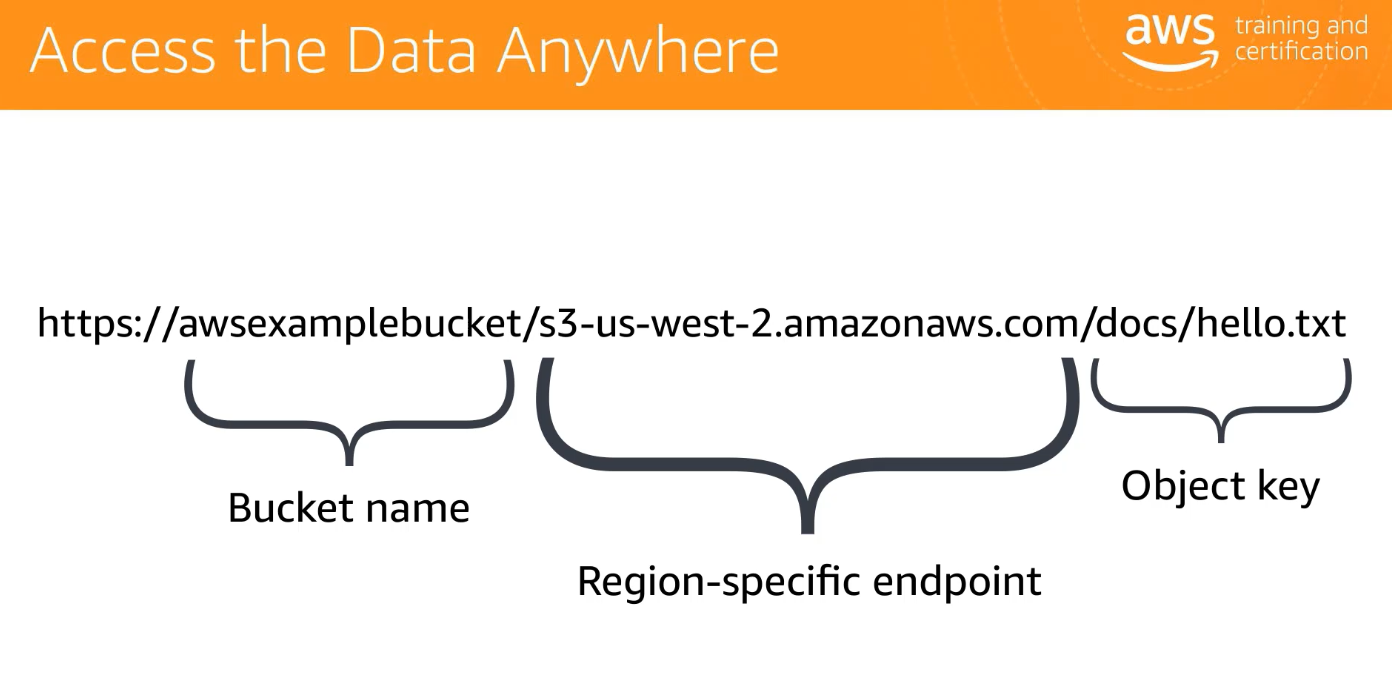 Access the Data Anywhere
aws training and
certification
https://awsexamplebucket/s3-us-west-2.amazonaws.com/docs/hello.txt
Bucket name
Object key
Region-specific endpoint